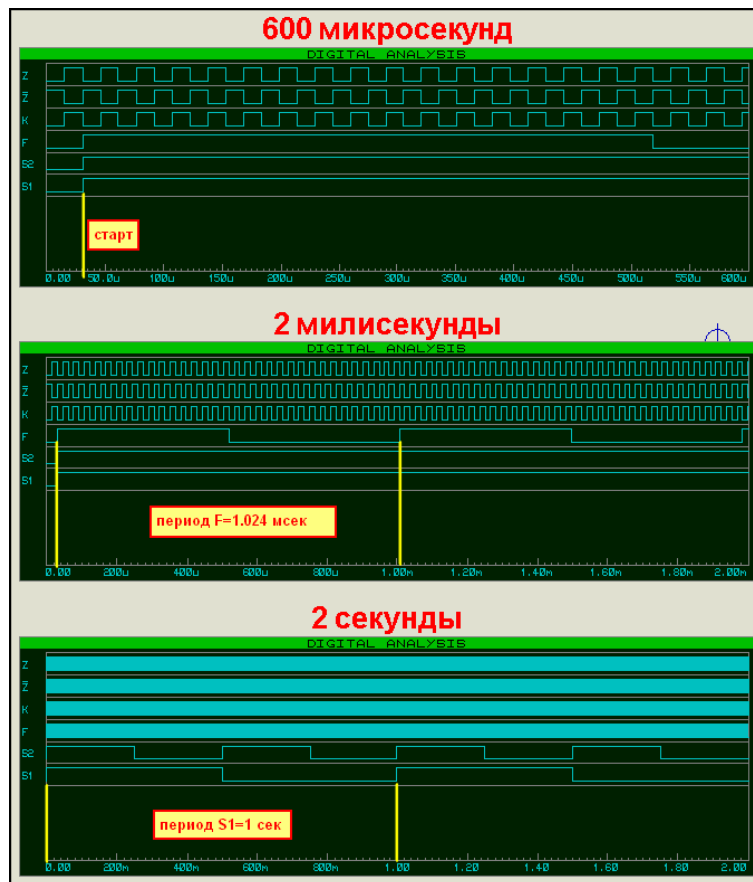 600 микросекунд
DIGITAL ANALYSIS
Z
Z
K
F
S2
S1
старт
0.00 50.0u 100u 150u 200u 250u 300u 350u 400u 450u 500u 550u 600u
2 милисекунды
DIGITAL ANALYSIS
Z
Z
K
F
S2
S1
период F=1.024 мсек
0.00 200u 400u 600u 800u 1.00m 1.20m 1.40m 1.60m 1.80m 2.00m
2 секунды
DIGITAL ANALYSIS
Z
Z
K
F
S2
S1
период S1=1 сек
0.00 200m 400m 600m 800m 1.00 1.20 1.40 1.60 1.80 2.00